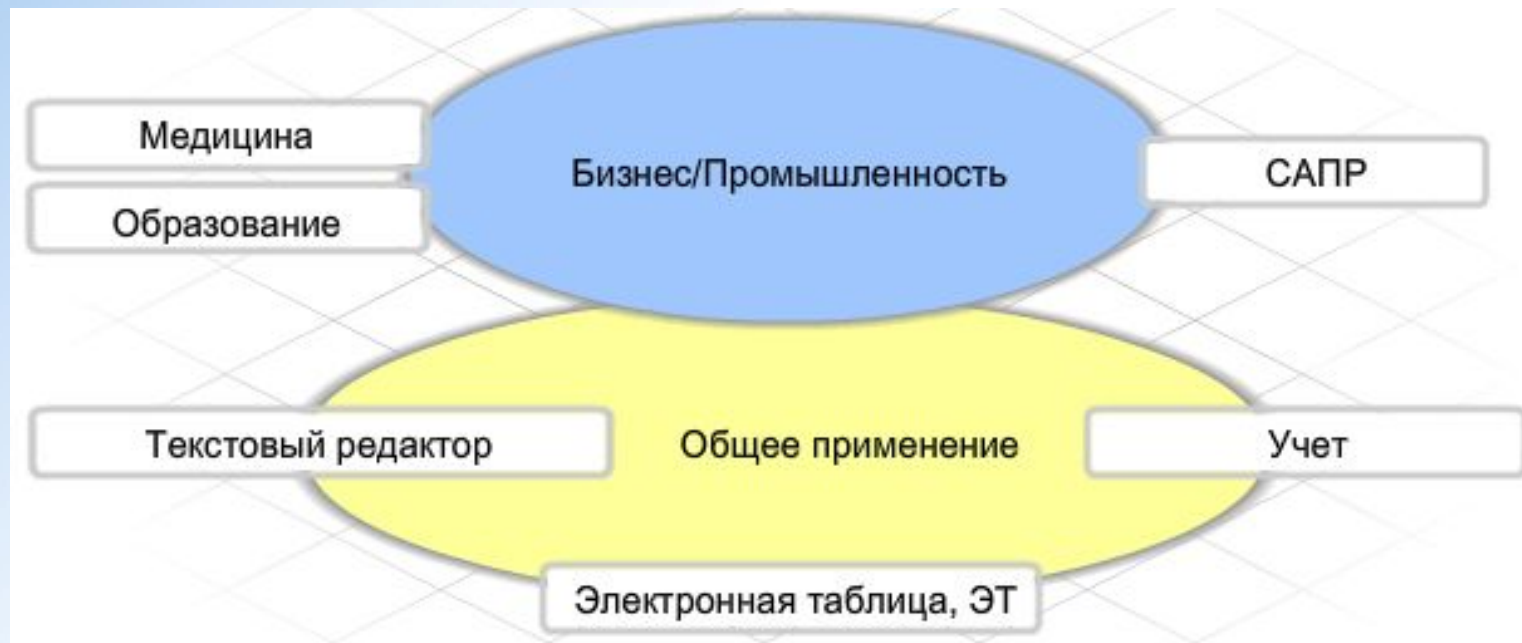 Медицина
Бизнес/Промышленность
САПР
Образование
Текстовый редактор
Общее применение
Учет
Электронная таблица, ЭТ